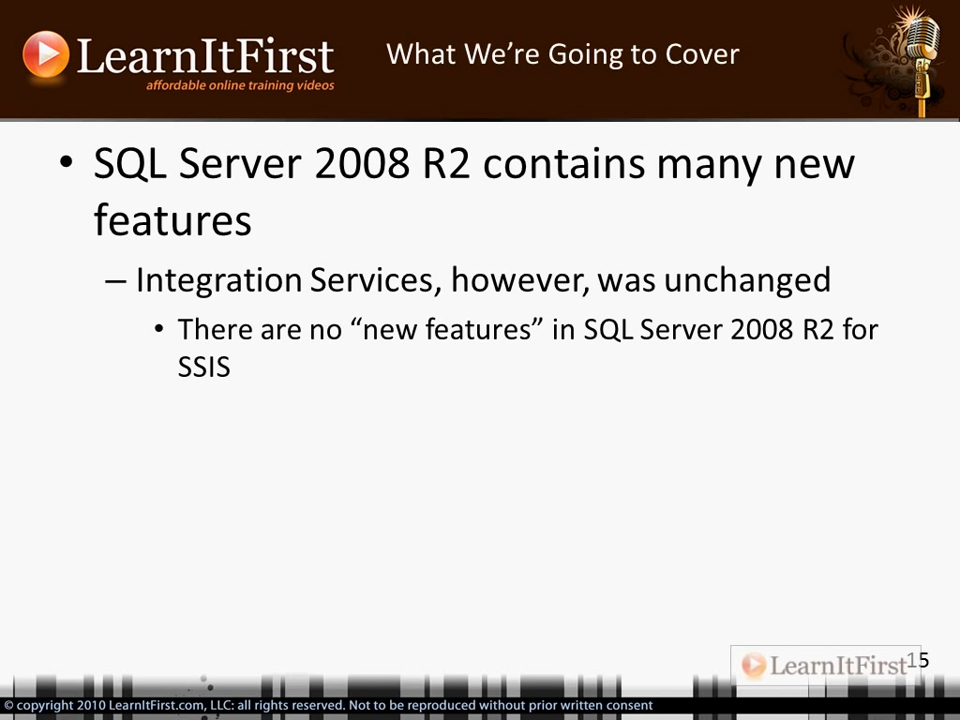 LearnItFirst
affordable online training videos
What We’re Going to Cover
• SQL Server 2008 R2 contains many new
features
– Integration Services, however, was unchanged
• There are no “new features” in SQL Server 2008 R2 for
SSIS
LearnItFirst
15
© copyright 2010 LearnItFirst.com, LLC: all rights reserved. Not to be reproduced without prior written consent